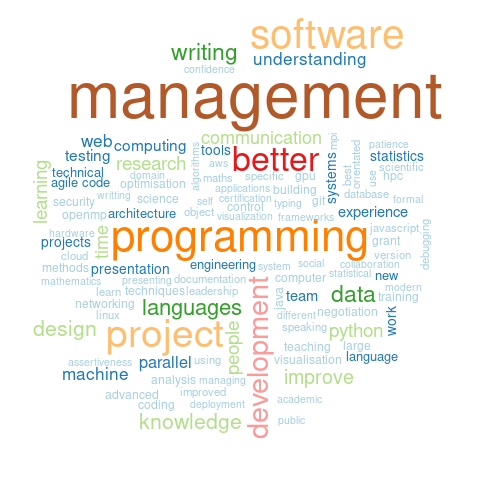 software
writing
understanding
confidence
management
web computing
communication
tools
mpi
patience
testing
research
algorithms
better
systems
best
orientated
statistics
technical
domain
aws
scientific
agile code
optimisation
maths
specific
gpu
use
hpc
learning
writting
applications
building
database
security
science
self
certification
typing
git
formal
openmp
architecture
object
control
experience
visualization
frameworks
javascript
hardware
time
programming
grant
debugging
projects
cloud
engineering
system
social
collaboration
version
methods
presentation
statistical
new
mathematics
presenting
documentation
computer
modern
learn
techniques
leadership
java
team
data
training
networking
languages
development
different
negotiation
work
linux
design
project
people
speaking
python
teaching
large
assertiveness
parallel
using
visualisation
language
machine
analysis
managing
improve
advanced
improved
coding
deployment
academic
knowledge
public